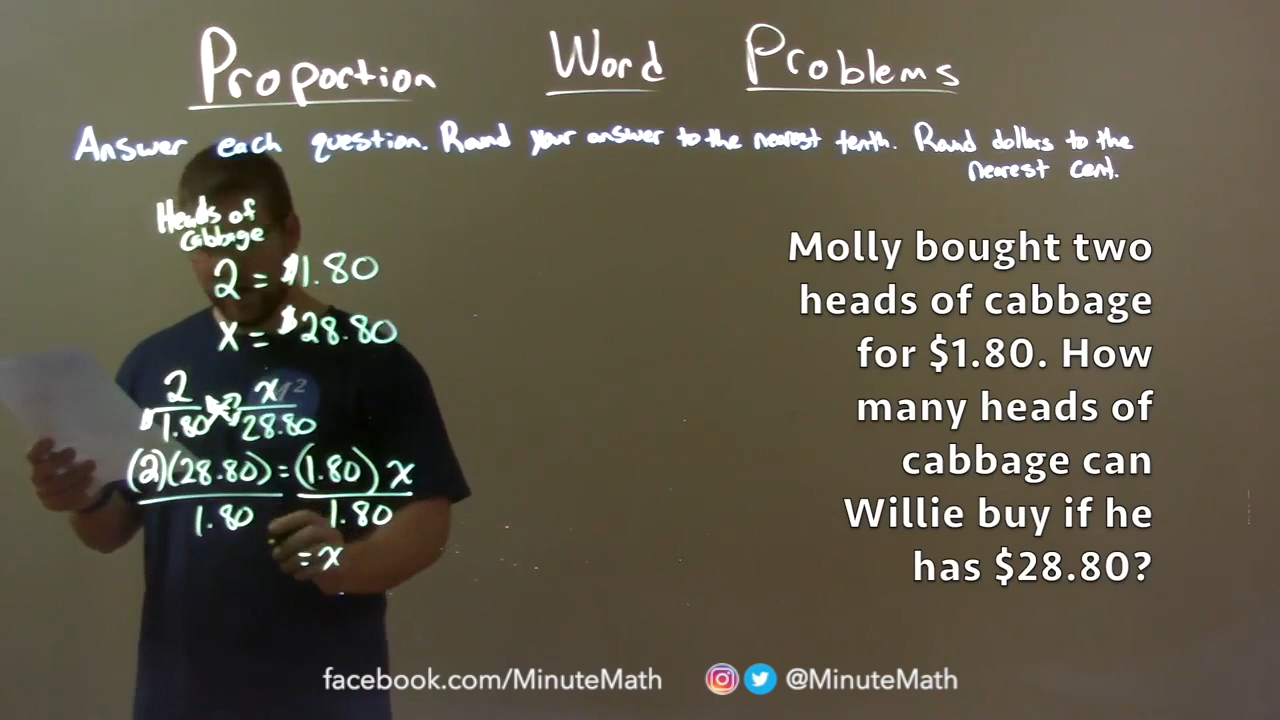 Proportion Word Problems
Answer each question. Round your answer to the nearest tenth. Round dollars to the
nearest cent.
Heads of
Cabbage
2 = $1.80
x = $28.80
2/$1.80 = x/$28.80
(2)(28.80) = (1.80) x
1.80 1.80
= x
Molly bought two
heads of cabbage
for $1.80. How
many heads of
cabbage can
Willie buy if he
has $28.80?
facebook.com/MinuteMath @MinuteMath